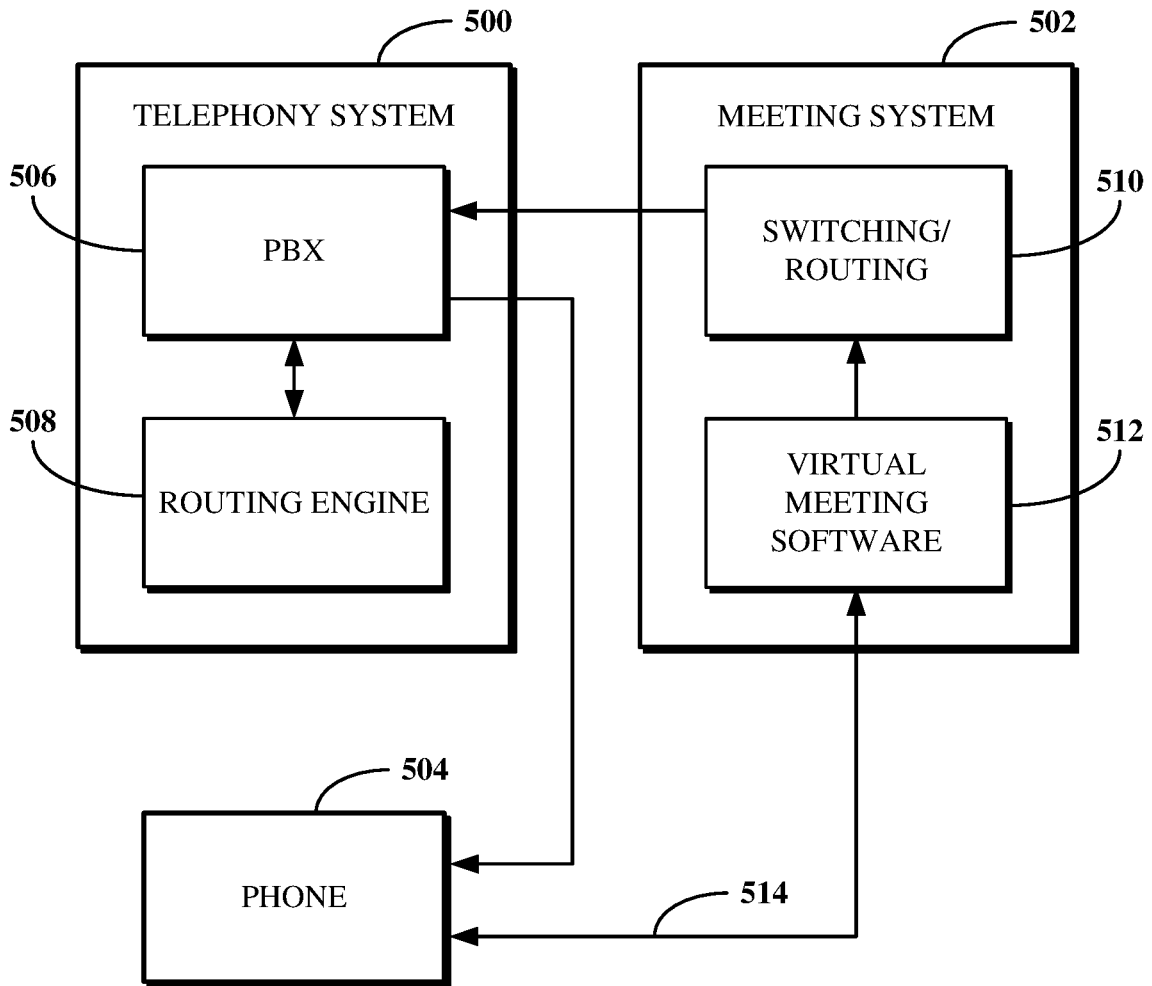 500
502
TELEPHONY SYSTEM
MEETING SYSTEM
506
PBX
SWITCHING/
ROUTING
510
508
ROUTING ENGINE
VIRTUAL
MEETING
SOFTWARE
512
504
PHONE
514